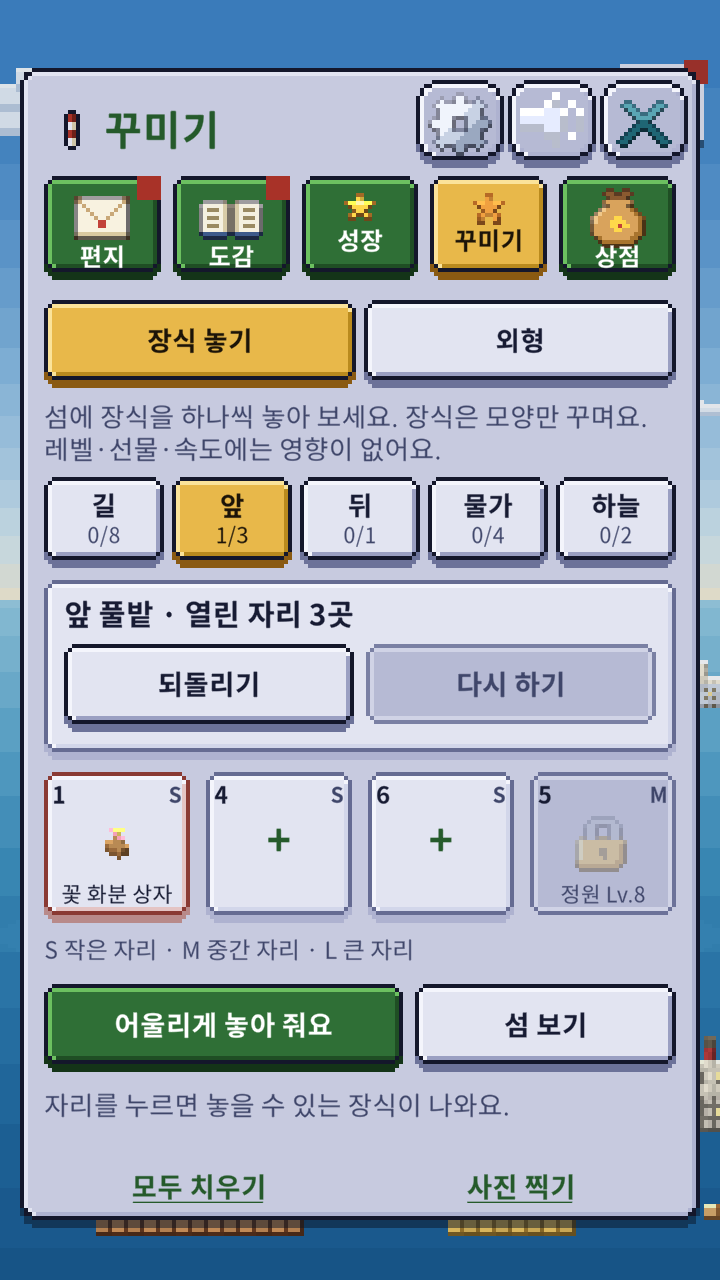 꾸미기
편지
도감
성장
꾸미기
상점
장식 놓기
외형
섬에 장식을 하나씩 놓아 보세요. 장식은 모양만 꾸며요.
레벨·선물·속도에는 영향이 없어요.
길
0/8
앞
1/3
뒤
0/1
물가
0/4
하늘
0/2
앞 풀밭 · 열린 자리 3곳
되돌리기
다시 하기
1 S
꽃 화분 상자
4 S
+
6 S
+
5 M
정원 Lv.8
S 작은 자리 · M 중간 자리 · L 큰 자리
어울리게 놓아 줘요
섬 보기
자리를 누르면 놓을 수 있는 장식이 나와요.
모두 치우기
사진 찍기